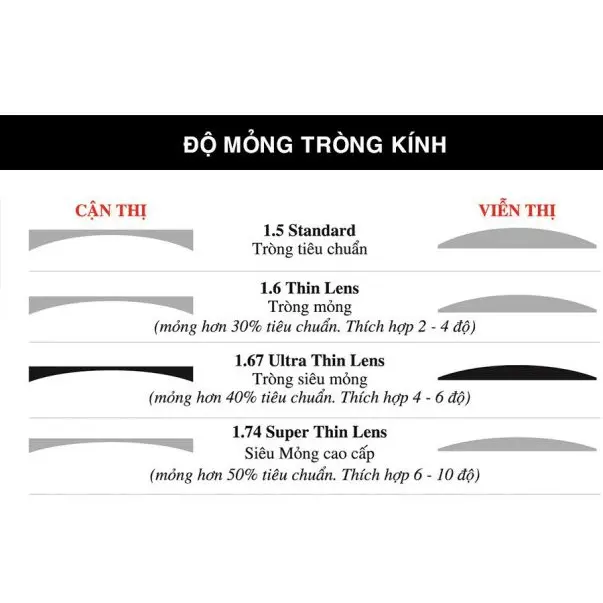 ĐỘ MỎNG TRÒNG KÍNH
CẬN THỊ
VIỄN THỊ
1.5 Standard
Tròng tiêu chuẩn
1.6 Thin Lens
Tròng mỏng
(mỏng hơn 30% tiêu chuẩn. Thích hợp 2 - 4 độ)
1.67 Ultra Thin Lens
Tròng siêu mỏng
(mỏng hơn 40% tiêu chuẩn. Thích hợp 4 - 6 độ)
1.74 Super Thin Lens
Siêu Mỏng cao cấp
(mỏng hơn 50% tiêu chuẩn. Thích hợp 6 - 10 độ)